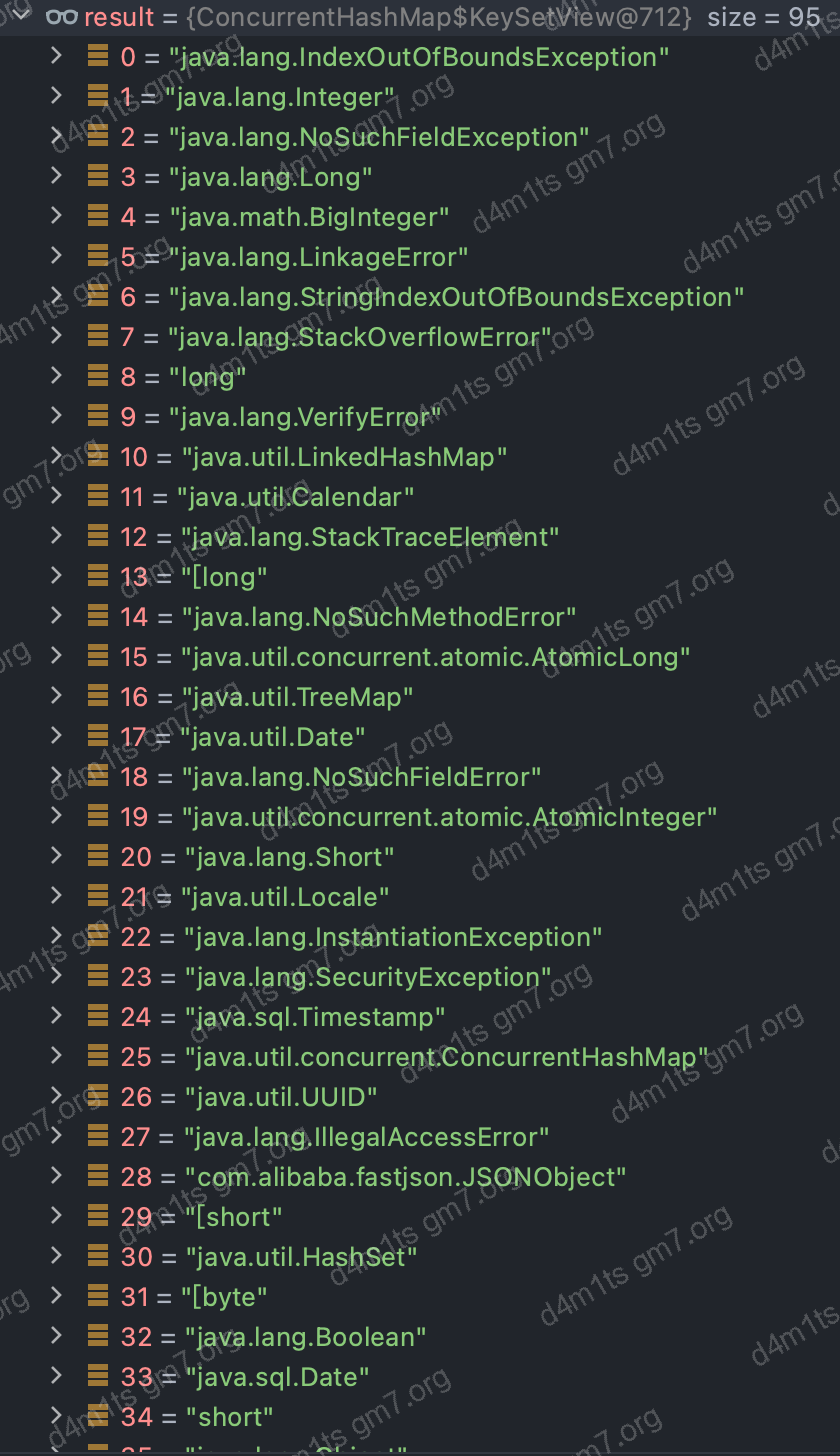 result = {ConcurrentHashMap$KeySetView@712} size = 95
0 = "java.lang.IndexOutOfBoundsException"
1 = "java.lang.Integer"
2 = "java.lang.NoSuchFieldException"
3 = "java.lang.Long"
4 = "java.math.BigInteger"
5 = "java.lang.LinkageError"
6 = "java.lang.StringIndexOutOfBoundsException"
7 = "java.lang.StackOverflowError"
8 = "long"
9 = "java.lang.VerifyError"
10 = "java.util.LinkedHashMap"
11 = "java.util.Calendar"
12 = "java.lang.StackTraceElement"
13 = "[long"
14 = "java.lang.NoSuchMethodError"
15 = "java.util.concurrent.atomic.AtomicLong"
16 = "java.util.TreeMap"
17 = "java.util.Date"
18 = "java.lang.NoSuchFieldError"
19 = "java.util.concurrent.atomic.AtomicInteger"
20 = "java.lang.Short"
21 = "java.util.Locale"
22 = "java.lang.InstantiationException"
23 = "java.lang.SecurityException"
24 = "java.sql.Timestamp"
25 = "java.util.concurrent.ConcurrentHashMap"
26 = "java.util.UUID"
27 = "java.lang.IllegalAccessError"
28 = "com.alibaba.fastjson.JSONObject"
29 = "[short"
30 = "java.util.HashSet"
31 = "[byte"
32 = "java.lang.Boolean"
33 = "java.sql.Date"
34 = "short"
d4m1ts gm7.org